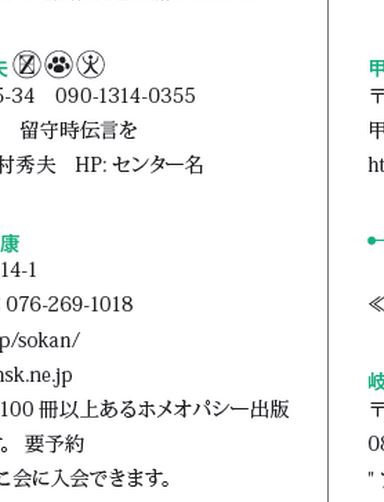 夫
5-34　090-1314-0355
留守時伝言を
村秀夫　HP: センター名
康
14-1
076-269-1018
p/sokan/
nsk.ne.jp
100 冊以上あるホメオパシー出版
。要予約
こ会に入会できます。
甲
〒
甲
ht
≪
岐
〒
08
"